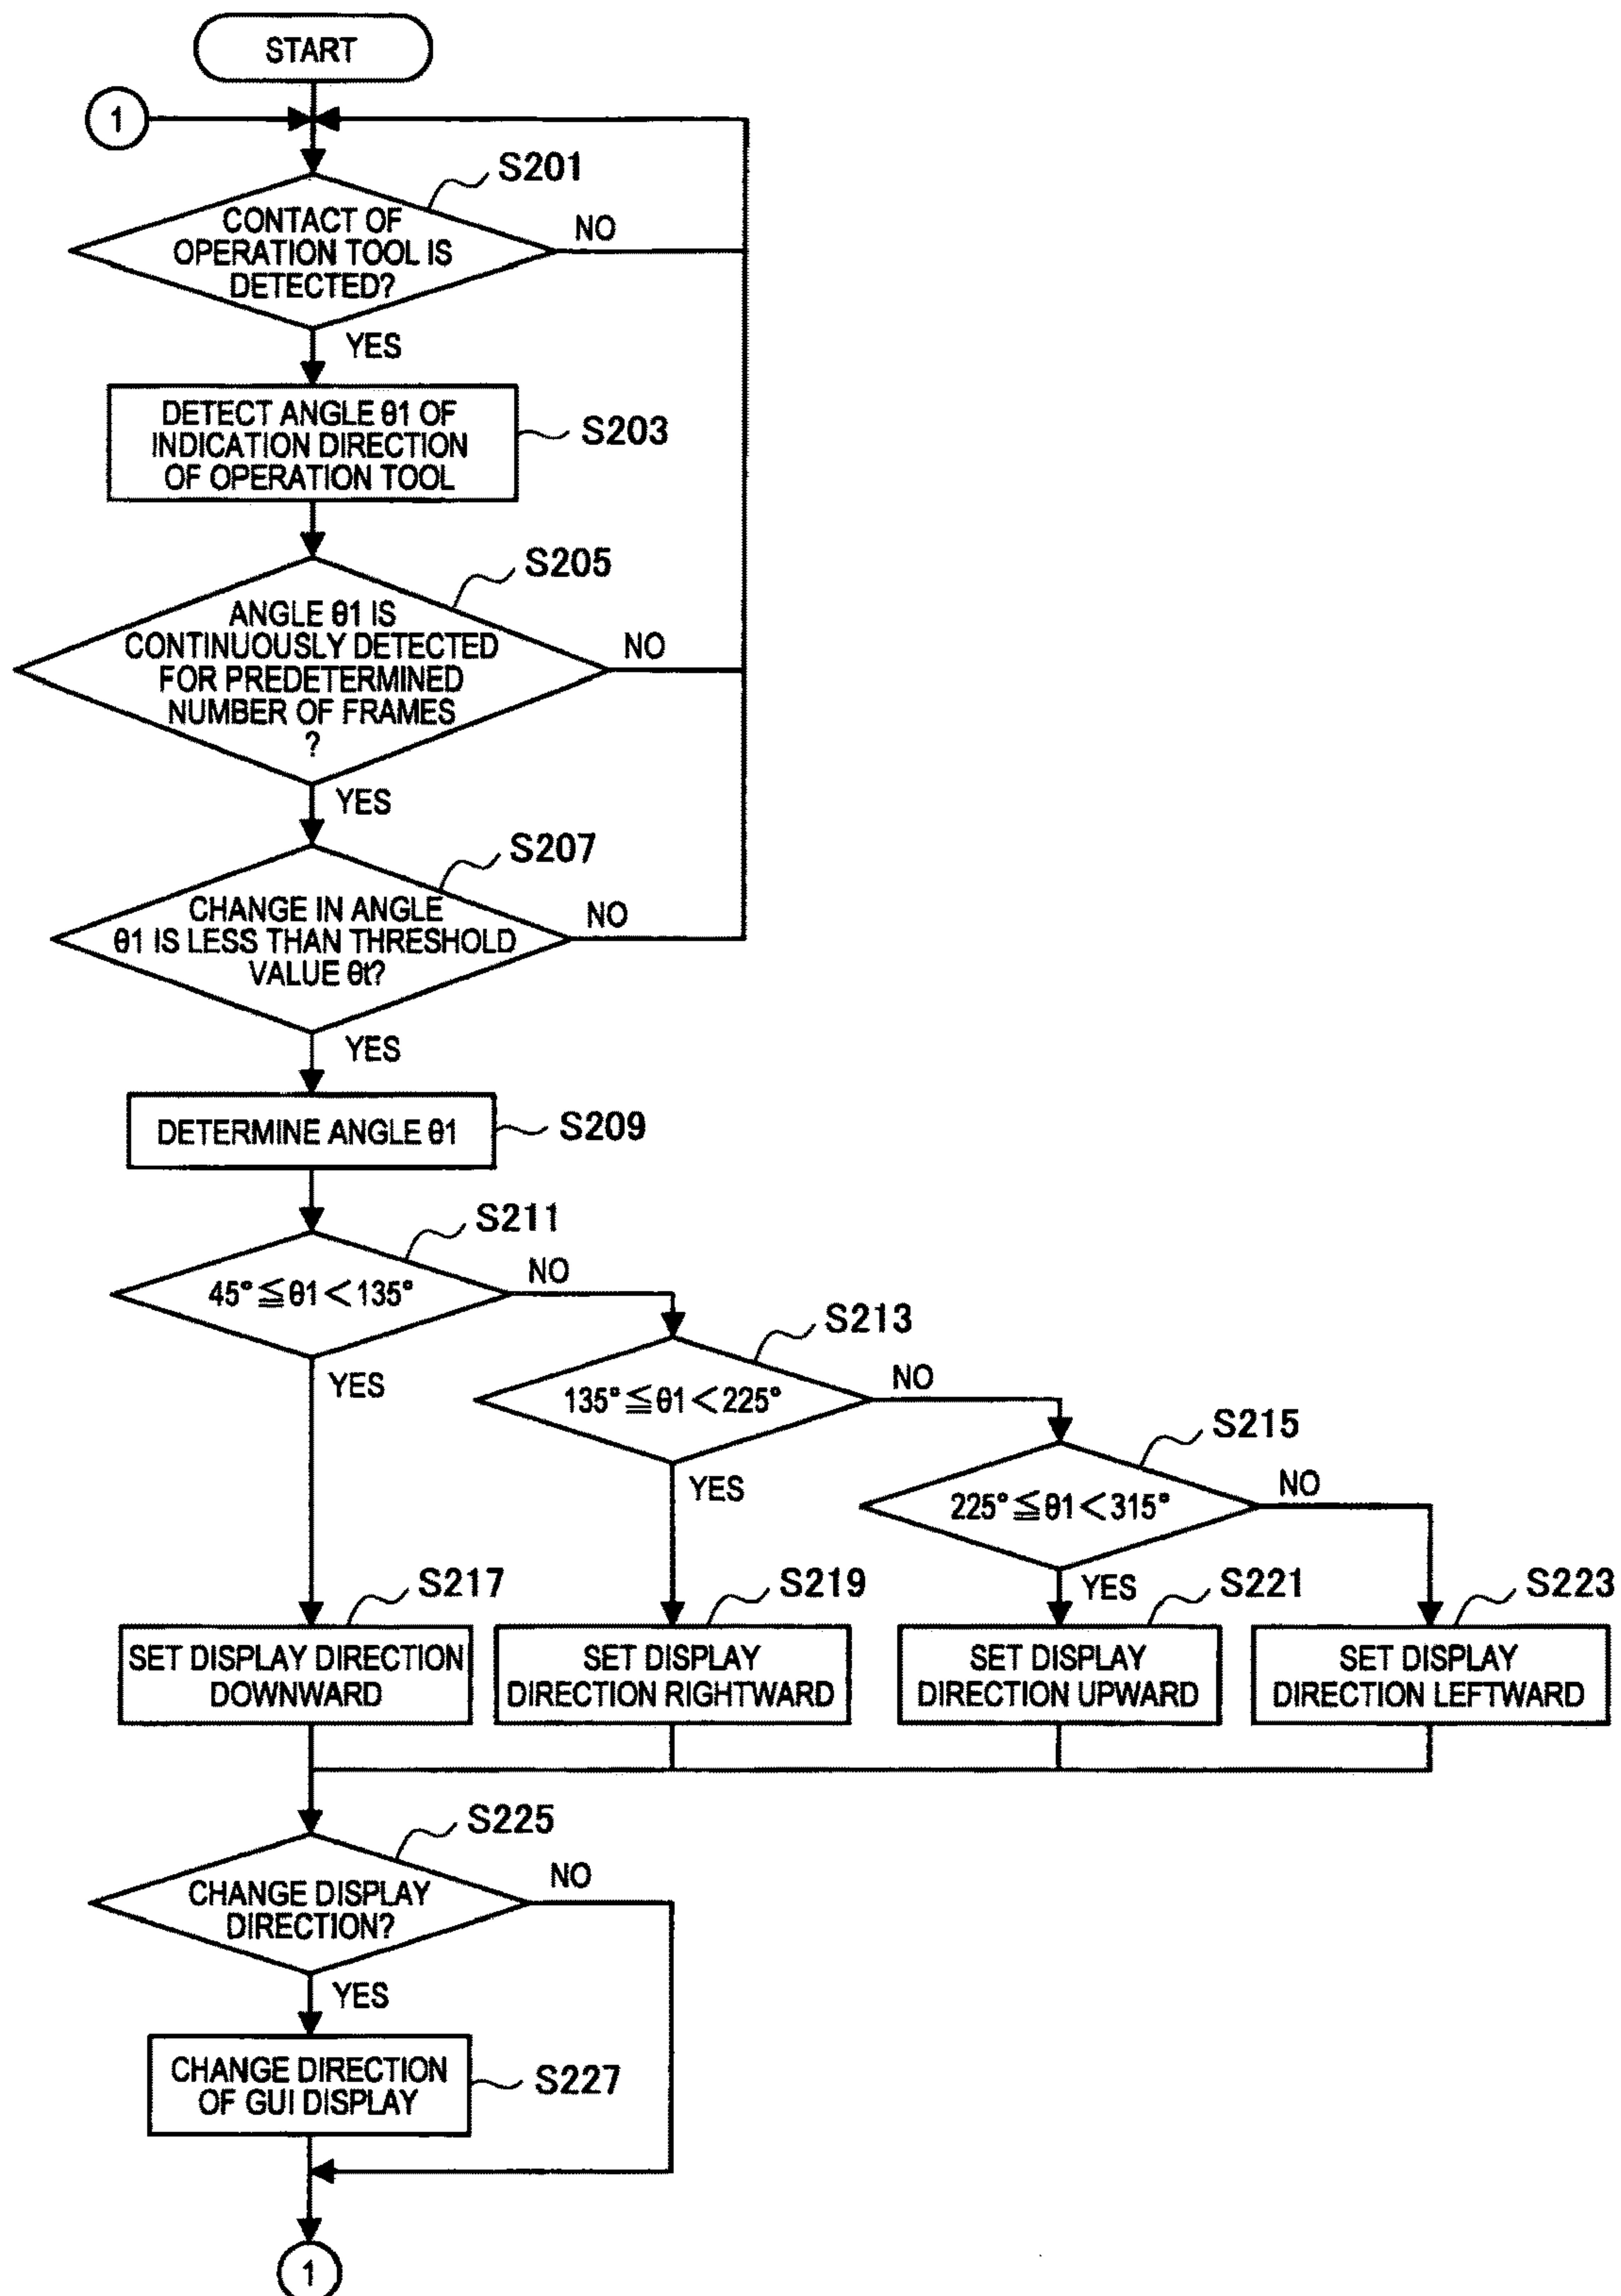 START
1
S201
CONTACT OF
OPERATION TOOL IS
DETECTED?
NO
YES
DETECT ANGLE θ1 OF
INDICATION DIRECTION
OF OPERATION TOOL
S203
S205
ANGLE θ1 IS
CONTINUOUSLY DETECTED
FOR PREDETERMINED
NUMBER OF FRAMES
?
NO
YES
S207
CHANGE IN ANGLE
θ1 IS LESS THAN THRESHOLD
VALUE θt?
NO
YES
DETERMINE ANGLE θ1
S209
S211
45°≦θ1<135°
NO
YES
S213
135°≦θ1<225°
NO
YES
S215
225°≦θ1<315°
NO
YES
S217
SET DISPLAY DIRECTION
DOWNWARD
S219
SET DISPLAY
DIRECTION RIGHTWARD
S221
SET DISPLAY
DIRECTION UPWARD
S223
SET DISPLAY
DIRECTION LEFTWARD
S225
CHANGE DISPLAY
DIRECTION?
NO
YES
CHANGE DIRECTION
OF GUI DISPLAY
S227
1